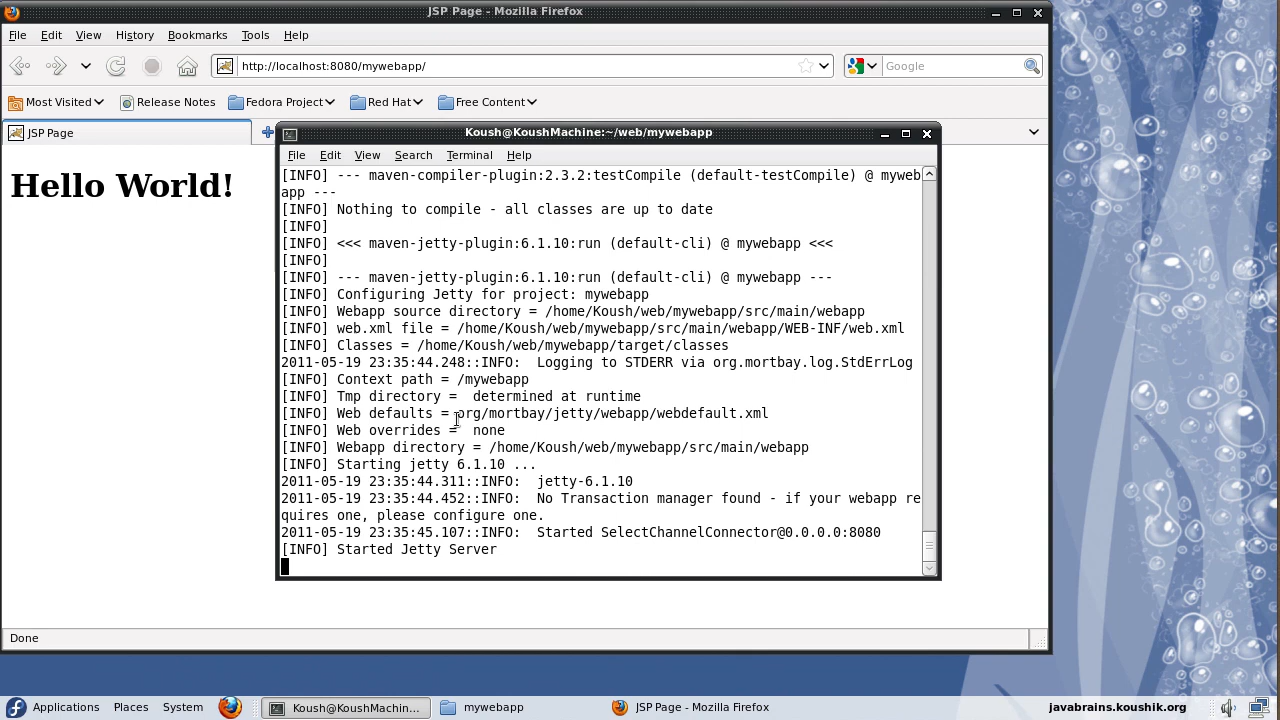 JSP Page - Mozilla Firefox
File Edit View History Bookmarks Tools Help
http://localhost:8080/mywebapp/
Google
Most Visited Release Notes Fedora Project Red Hat Free Content
JSP Page
Hello World!
Koush@KoushMachine:~/web/mywebapp
File Edit View Search Terminal Help
[INFO] --- maven-compiler-plugin:2.3.2:testCompile (default-testCompile) @ myweb
app ---
[INFO] Nothing to compile - all classes are up to date
[INFO]
[INFO] <<< maven-jetty-plugin:6.1.10:run (default-cli) @ mywebapp <<<
[INFO]
[INFO] --- maven-jetty-plugin:6.1.10:run (default-cli) @ mywebapp ---
[INFO] Configuring Jetty for project: mywebapp
[INFO] Webapp source directory = /home/Koush/web/mywebapp/src/main/webapp
[INFO] web.xml file = /home/Koush/web/mywebapp/src/main/webapp/WEB-INF/web.xml
[INFO] Classes = /home/Koush/web/mywebapp/target/classes
2011-05-19 23:35:44.248::INFO:  Logging to STDERR via org.mortbay.log.StdErrLog
[INFO] Context path = /mywebapp
[INFO] Tmp directory =  determined at runtime
[INFO] Web defaults = org/mortbay/jetty/webapp/webdefault.xml
[INFO] Web overrides =  none
[INFO] Webapp directory = /home/Koush/web/mywebapp/src/main/webapp
[INFO] Starting jetty 6.1.10 ...
2011-05-19 23:35:44.311::INFO:  jetty-6.1.10
2011-05-19 23:35:44.452::INFO:  No Transaction manager found - if your webapp re
quires one, please configure one.
2011-05-19 23:35:45.107::INFO:  Started SelectChannelConnector@0.0.0.0:8080
[INFO] Started Jetty Server
Done
Applications Places System Koush@KoushMachin... mywebapp JSP Page - Mozilla Firefox javabrains.koushik.org